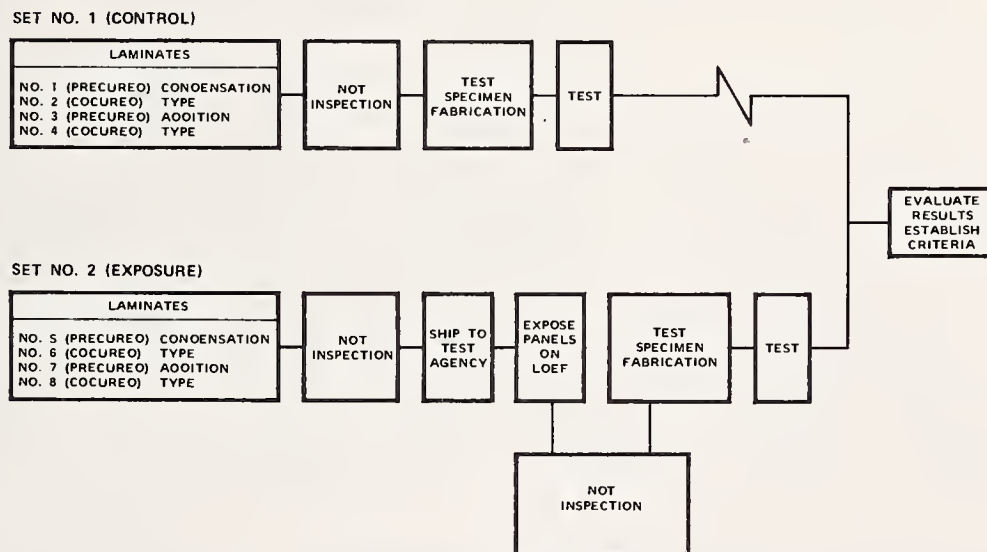 SET NO. 1 (CONTROL)
LAMINATES
NO. 1 (PRECUREO) CONOENSATION
NO. 2 (COCUREO) TYPE
NO. 3 (PRECUREO) AOOITION
NO. 4 (COCUREO) TYPE
NOT
INSPECTION
TEST
SPECIMEN
FABRICATION
TEST
EVALUATE
RESULTS
ESTABLISH
CRITERIA
SET NO. 2 (EXPOSURE)
LAMINATES
NO. 5 (PRECUREO) CONOENSATION
NO. 6 (COCUREO) TYPE
NO. 7 (PRECUREO) AOOITION
NO. 8 (COCUREO) TYPE
NOT
INSPECTION
SHIP TO
TEST
AGENCY
EXPOSE
PANELS
ON
LOEF
TEST
SPECIMEN
FABRICATION
TEST
NOT
INSPECTION